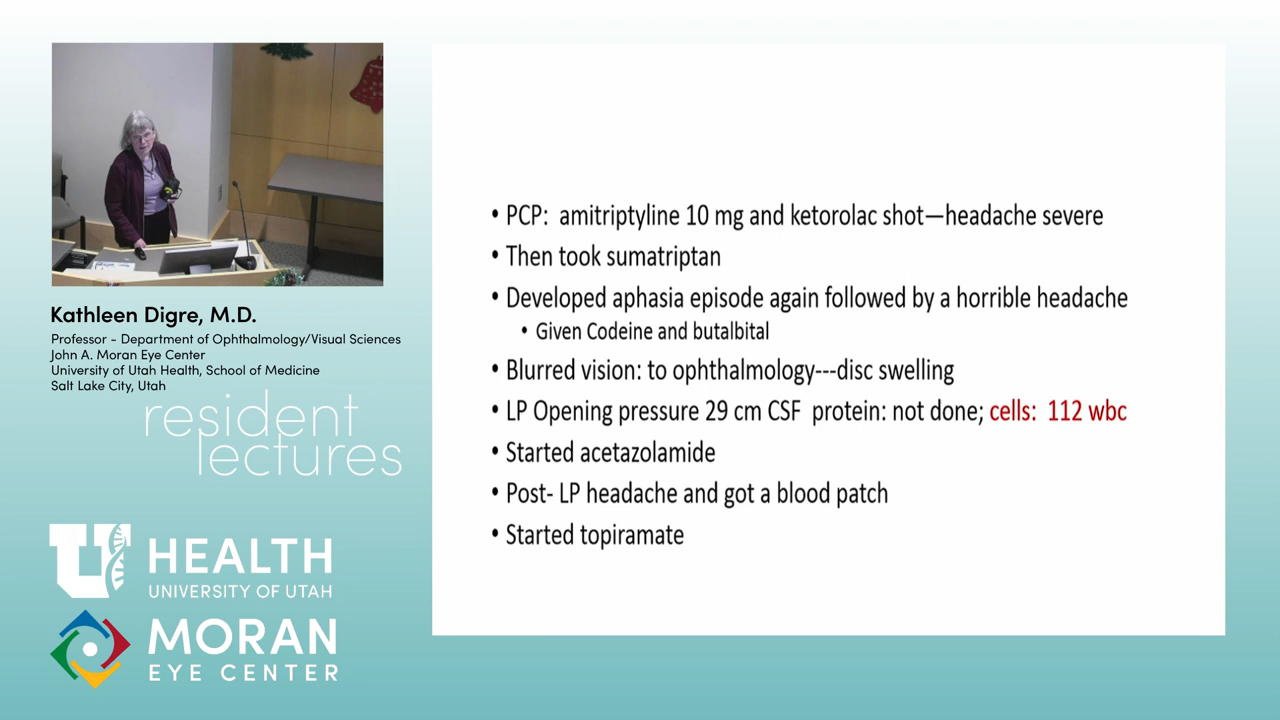 • PCP: amitriptyline 10 mg and ketorolac shot—headache severe
• Then took sumatriptan
• Developed aphasia episode again followed by a horrible headache
• Given Codeine and butalbital
• Blurred vision: to ophthalmology---disc swelling
• LP Opening pressure 29 cm CSF protein: not done; cells: 112 wbc
• Started acetazolamide
• Post- LP headache and got a blood patch
• Started topiramate
Kathleen Digre, M.D.
Professor - Department of Ophthalmology/Visual Sciences
John A. Moran Eye Center
University of Utah Health, School of Medicine
Salt Lake City, Utah
resident
lectures
U HEALTH
UNIVERSITY OF UTAH
MORAN
EYE CENTER